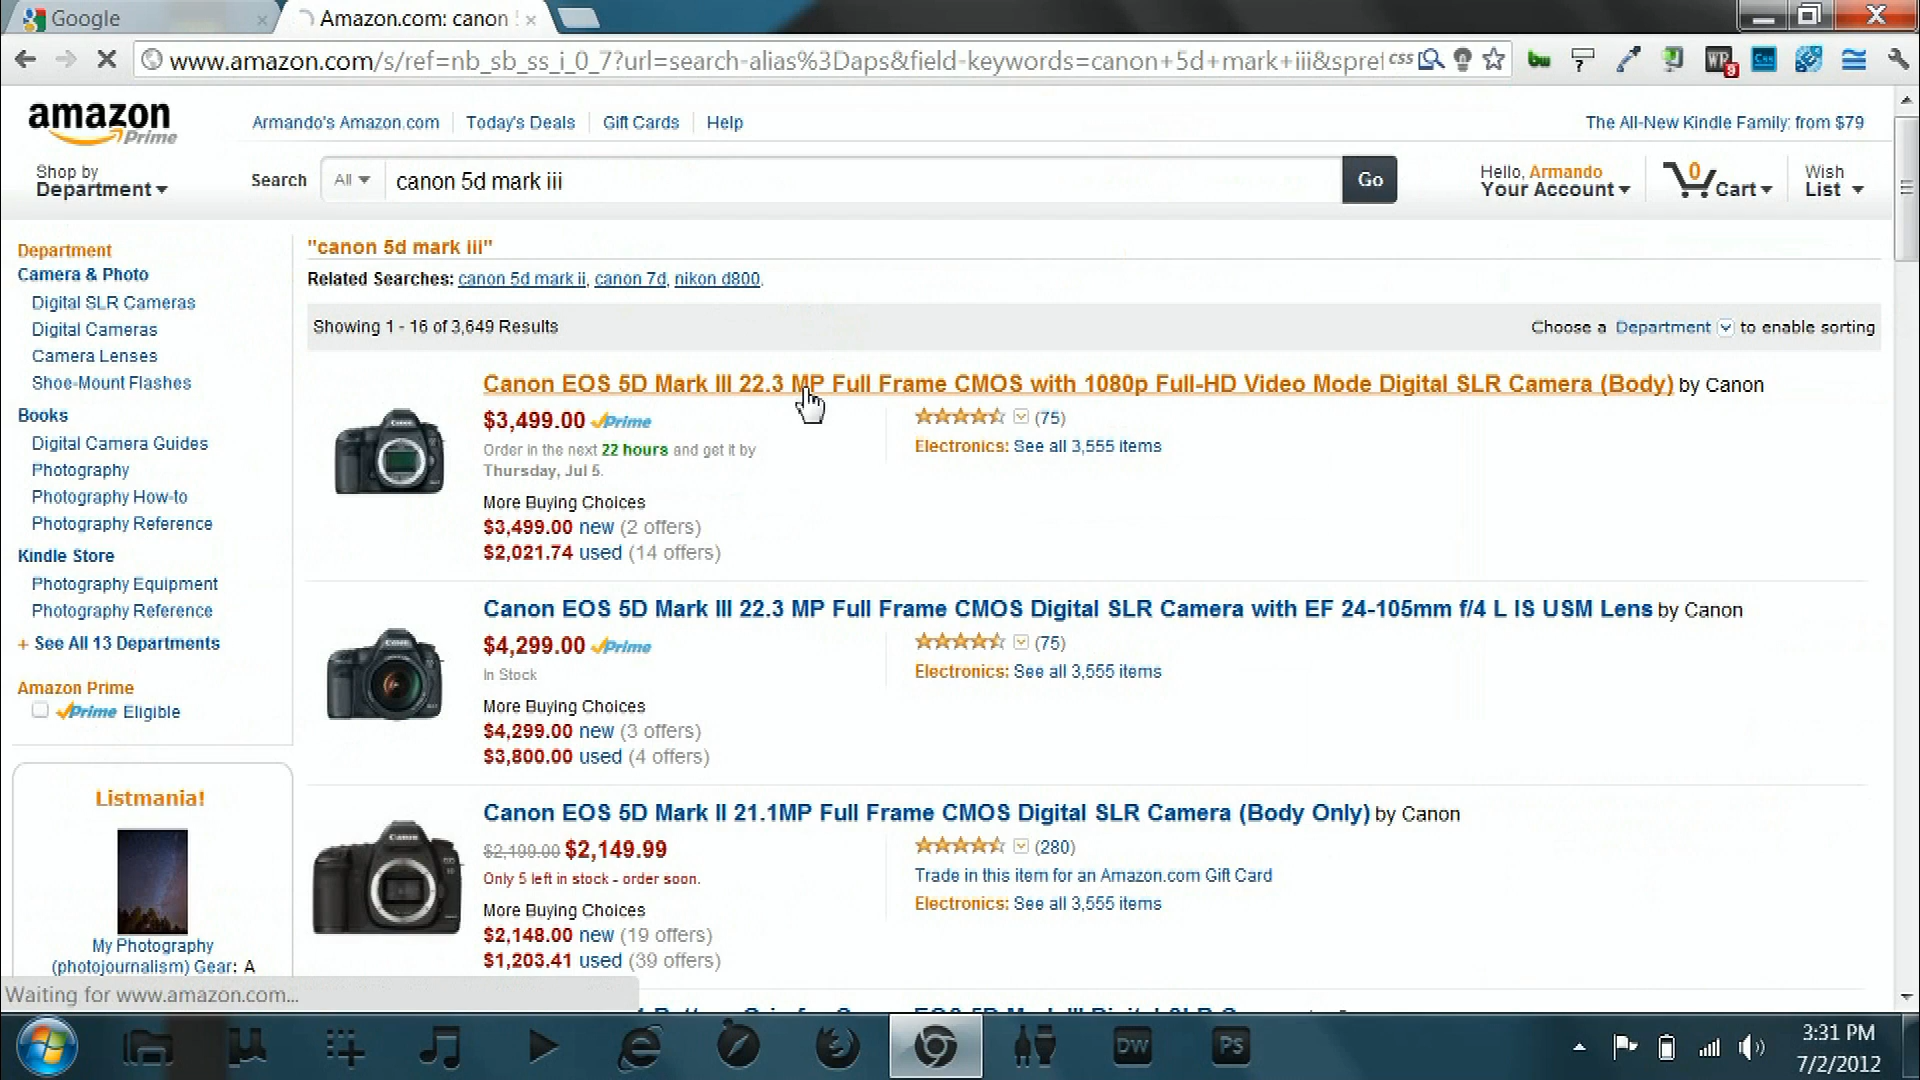 Google
Amazon.com: canon
www.amazon.com/s/ref=nb_sb_ss_i_0_7?url=search-alias%3Daps&field-keywords=canon+5d+mark+iii&spref
css
bw
WP
9
amazon
Prime
Armando's Amazon.com
Today's Deals
Gift Cards
Help
The All-New Kindle Family: from $79
Shop by
Department
Search
All
canon 5d mark iii
Go
Hello, Armando
Your Account
0
Cart
Wish
List
Department
Camera & Photo
Digital SLR Cameras
Digital Cameras
Camera Lenses
Shoe-Mount Flashes
Books
Digital Camera Guides
Photography
Photography How-to
Photography Reference
Kindle Store
Photography Equipment
Photography Reference
+ See All 13 Departments
Amazon Prime
Prime Eligible
Listmania!
My Photography
(photojournalism) Gear: A
"canon 5d mark iii"
Related Searches: canon 5d mark ii, canon 7d, nikon d800.
Showing 1 - 16 of 3,649 Results
Choose a Department to enable sorting
Canon EOS 5D Mark III 22.3 MP Full Frame CMOS with 1080p Full-HD Video Mode Digital SLR Camera (Body) by Canon
$3,499.00 Prime
Order in the next 22 hours and get it by
Thursday, Jul 5.
More Buying Choices
$3,499.00 new (2 offers)
$2,021.74 used (14 offers)
(75)
Electronics: See all 3,555 items
Canon EOS 5D Mark III 22.3 MP Full Frame CMOS Digital SLR Camera with EF 24-105mm f/4 L IS USM Lens by Canon
$4,299.00 Prime
In Stock
More Buying Choices
$4,299.00 new (3 offers)
$3,800.00 used (4 offers)
(75)
Electronics: See all 3,555 items
Canon EOS 5D Mark II 21.1MP Full Frame CMOS Digital SLR Camera (Body Only) by Canon
$2,199.00 $2,149.99
Only 5 left in stock - order soon.
More Buying Choices
$2,148.00 new (19 offers)
$1,203.41 used (39 offers)
(280)
Trade in this item for an Amazon.com Gift Card
Electronics: See all 3,555 items
Waiting for www.amazon.com...
DW
PS
3:31 PM
7/2/2012